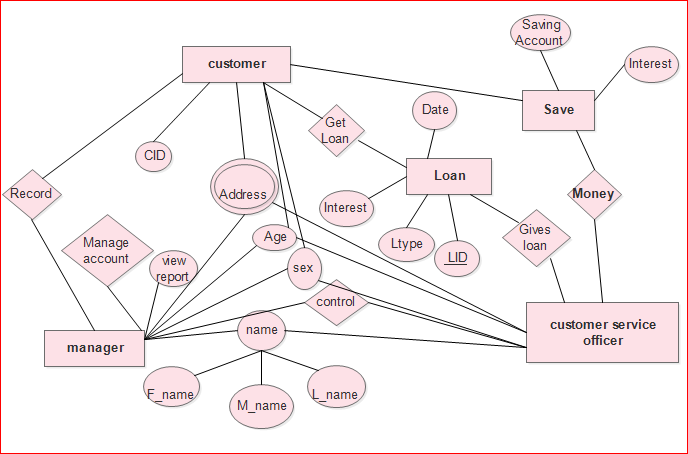 Saving
Account
customer
Interest
Save
Get
Loan
Date
CID
Loan
Record
Address
Money
Interest
Manage
account
Age
Ltype
LID
Gives
loan
view
report
sex
control
name
customer service
officer
manager
F_name
M_name
L_name